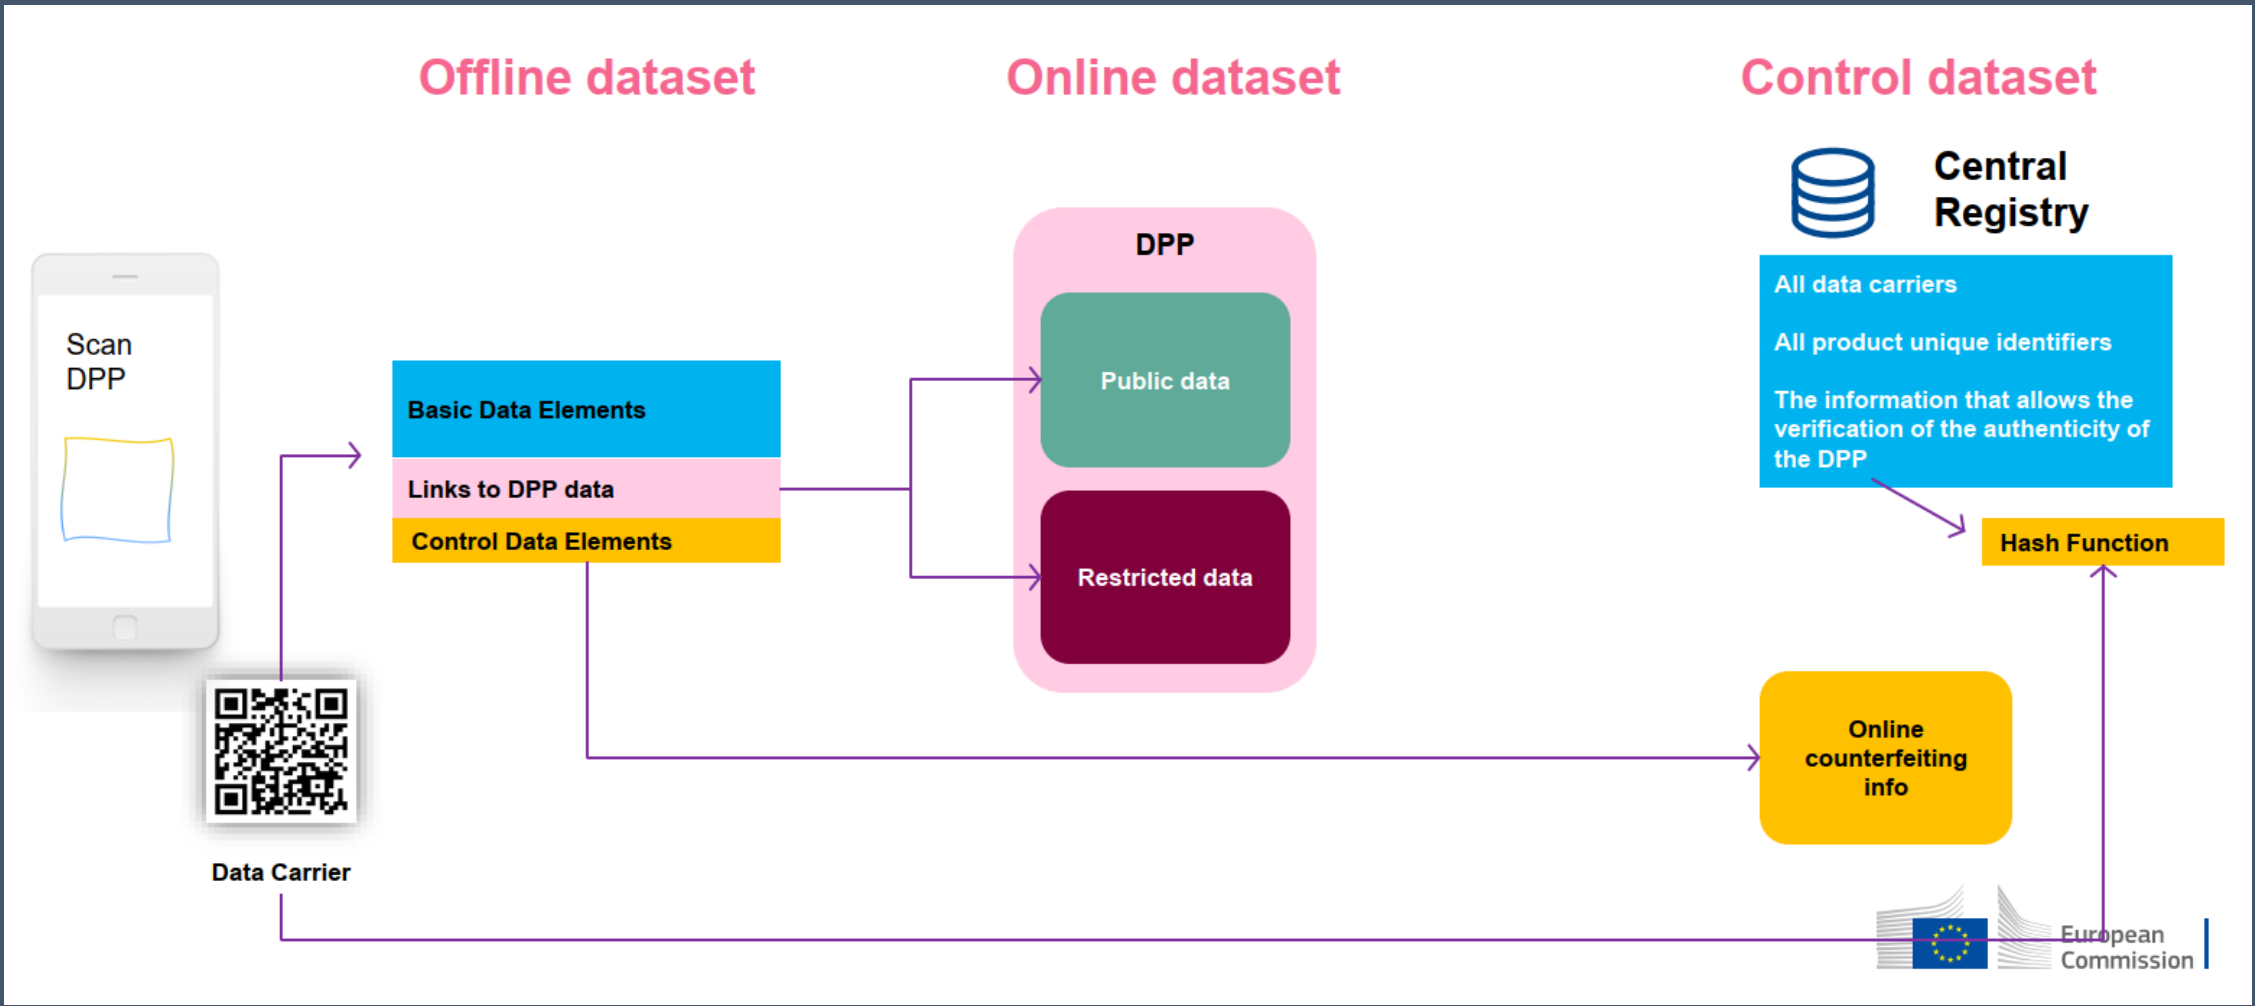 Offline dataset
Online dataset
Control dataset
Central
Registry
DPP
All data carriers
All product unique identifiers
The information that allows the
verification of the authenticity of
the DPP
Scan
DPP
Basic Data Elements
Links to DPP data
Control Data Elements
Public data
Restricted data
Hash Function
Online
counterfeiting
info
Data Carrier
European
Commission